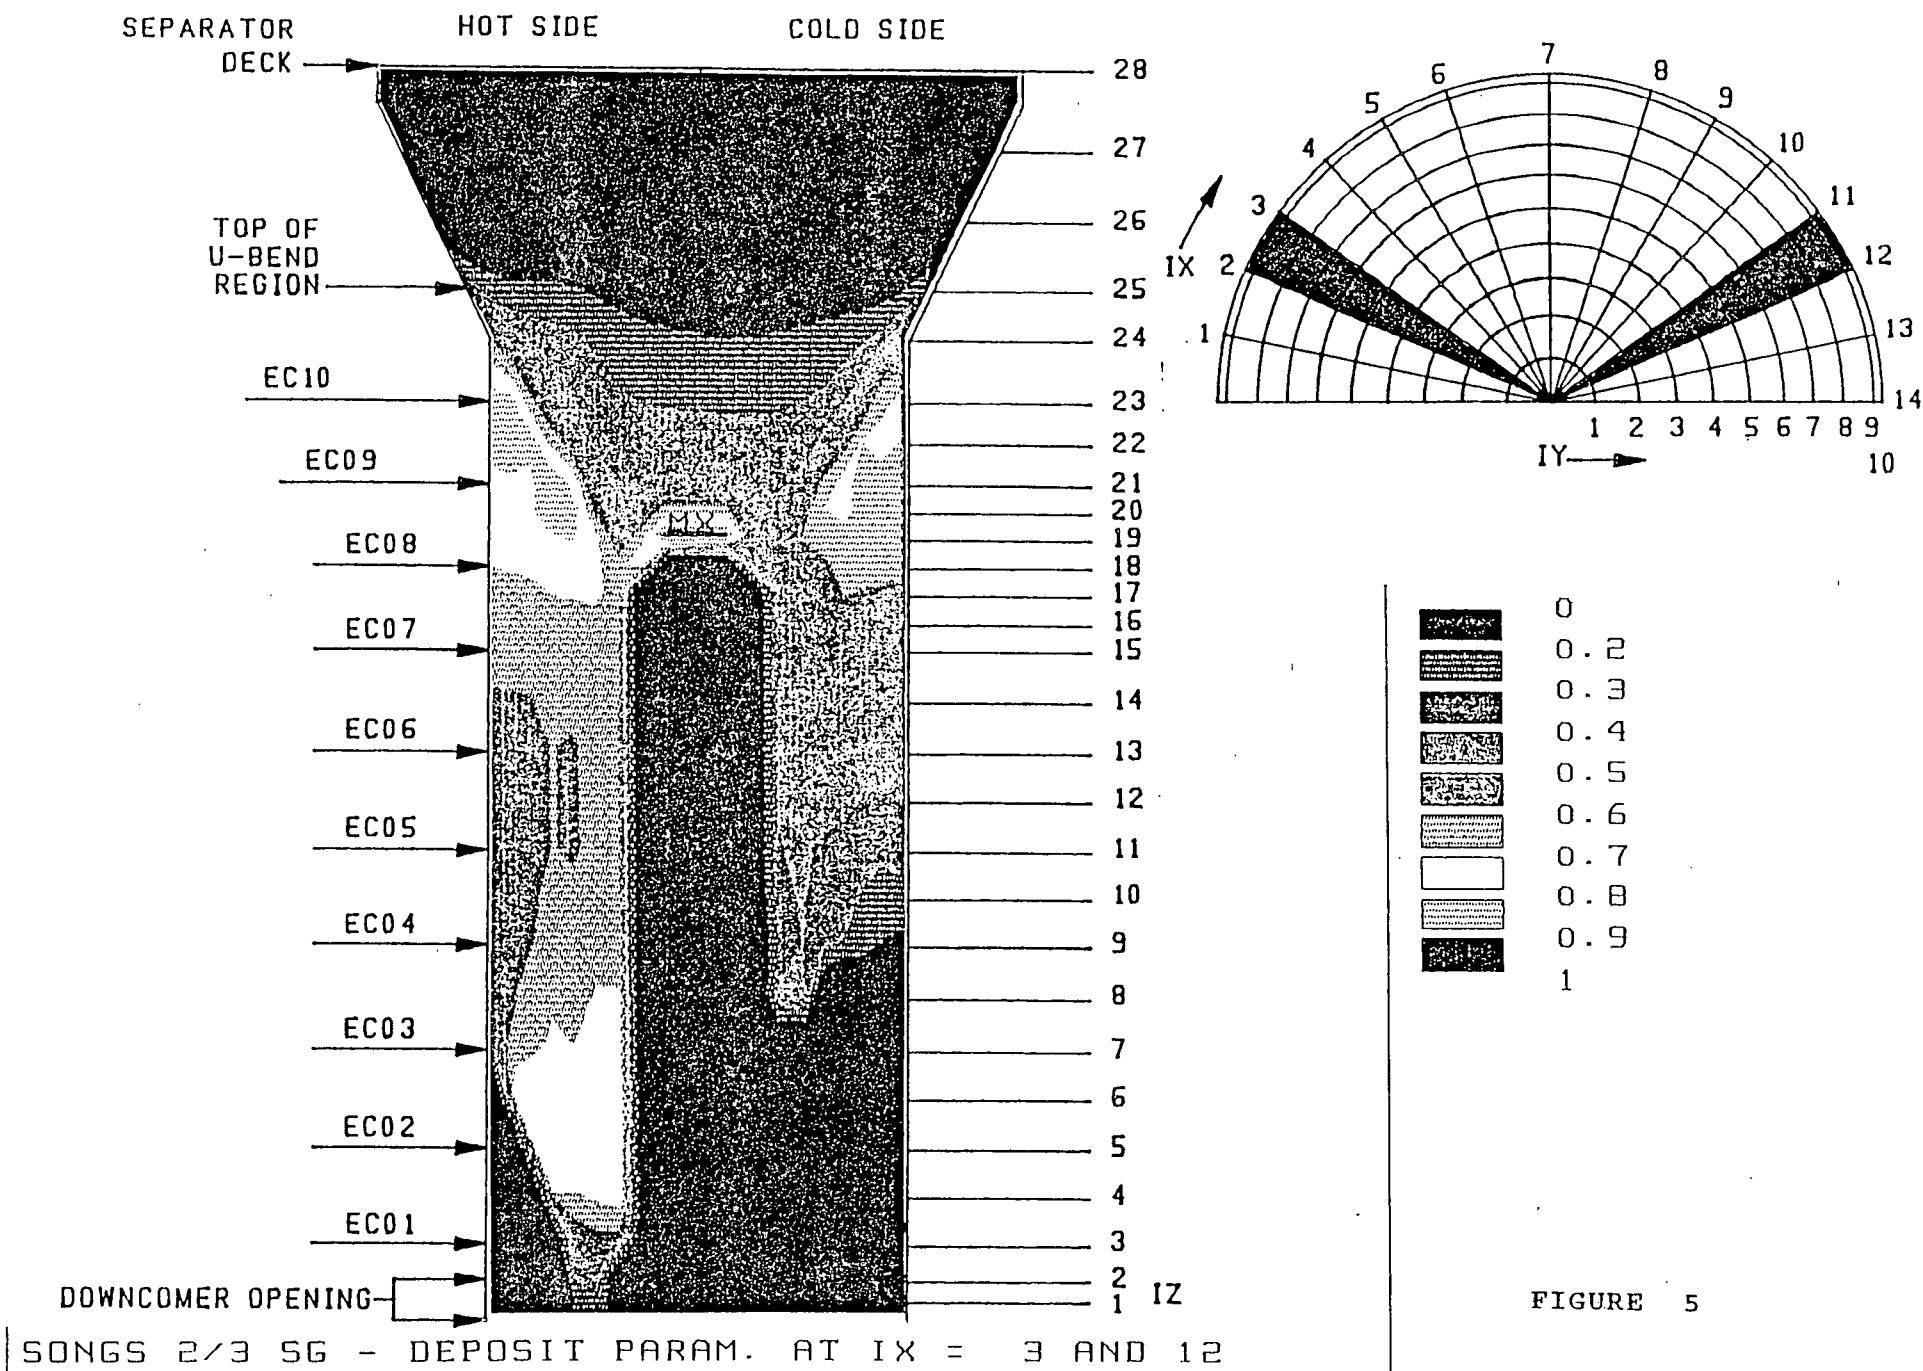 SEPARATOR
DECK
HOT SIDE
COLD SIDE
TOP OF
U-BEND
REGION
EC10
EC09
EC08
EC07
EC06
EC05
EC04
EC03
EC02
EC01
DOWNCOMER OPENING
MX
28
27
26
25
24
23
22
21
20
19
18
17
16
15
14
13
12
11
10
9
8
7
6
5
4
3
2
1 IZ
IX
1
2
3
4
5
6
7
8
9
10
11
12
13
14
1 2 3 4 5 6 7 8 9
10
IY
0
0.2
0.3
0.4
0.5
0.6
0.7
0.8
0.9
1
FIGURE 5
SONGS 2/3 SG - DEPOSIT PARAM. AT IX = 3 AND 12